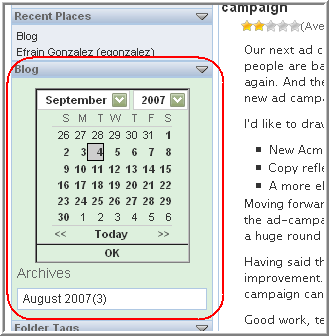 Recent Places
Blog
Efrain Gonzalez (egonzalez)
Blog
September 2007
S M T W T F S
26 27 28 29 30 31 1
2 3 4 5 6 7 8
9 10 11 12 13 14 15
16 17 18 19 20 21 22
23 24 25 26 27 28 29
30 1 2 3 4 5 6
<< Today >>
OK
Archives
August 2007(3)
Folder Tags
campaign
(Ave
Our next ad c
people are ba
again. And the
new ad camp
I'd like to drav
New Acm
Copy refle
A more el
Moving forwar
the ad-campa
a huge round
Having said th
improvement.
campaign can
Good work, te